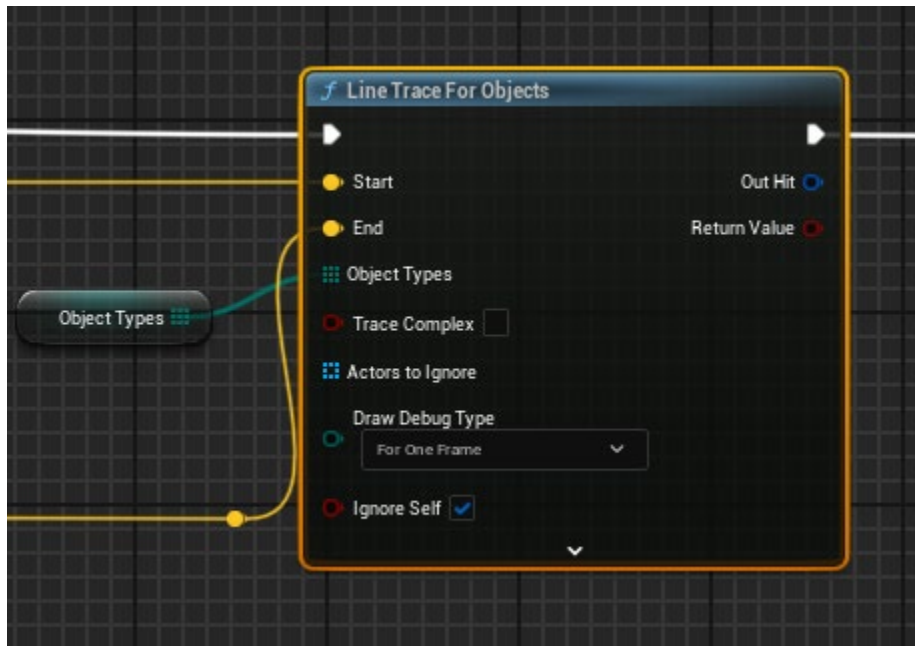 f Line Trace For Objects
Start
Out Hit
End
Return Value
Object Types
Object Types
Trace Complex
Actors to Ignore
Draw Debug Type
For One Frame
Ignore Self